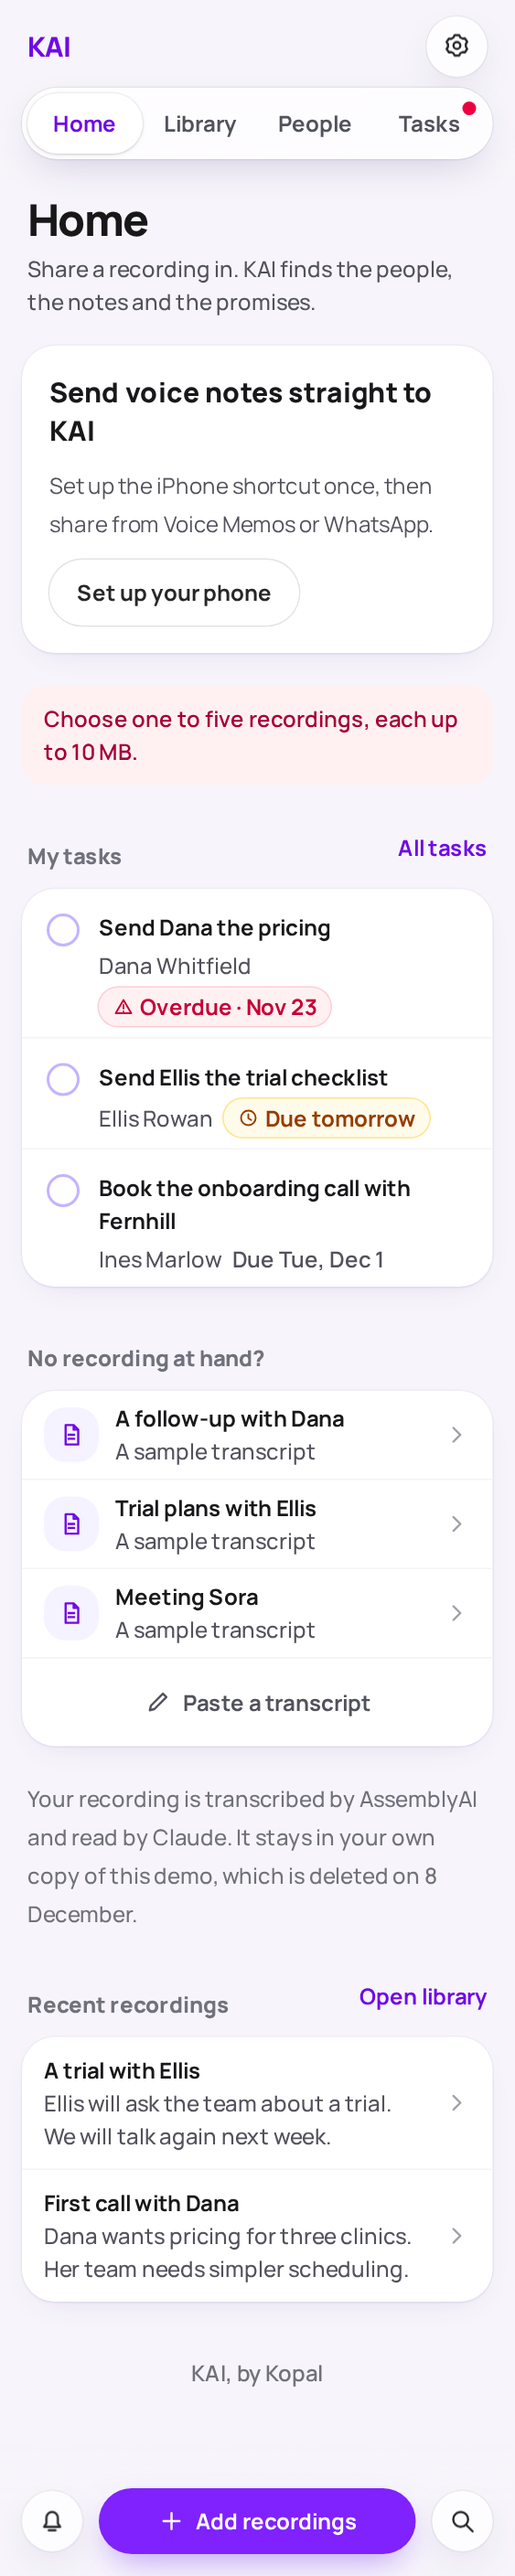 KAI
Home
Library
People
Tasks
Home
Share a recording in. KAI finds the people,
the notes and the promises.
Send voice notes straight to
KAI
Set up the iPhone shortcut once, then
share from Voice Memos or WhatsApp.
Set up your phone
Choose one to five recordings, each up
to 10 MB.
My tasks
All tasks
Send Dana the pricing
Dana Whitfield
Overdue · Nov 23
Send Ellis the trial checklist
Ellis Rowan Due tomorrow
Book the onboarding call with
Fernhill
Ines Marlow Due Tue, Dec 1
No recording at hand?
A follow-up with Dana
A sample transcript
Trial plans with Ellis
A sample transcript
Meeting Sora
A sample transcript
Paste a transcript
Your recording is transcribed by AssemblyAI
and read by Claude. It stays in your own
copy of this demo, which is deleted on 8
December.
Recent recordings
Open library
A trial with Ellis
Ellis will ask the team about a trial.
We will talk again next week.
First call with Dana
Dana wants pricing for three clinics.
Her team needs simpler scheduling.
KAI, by Kopal
Add recordings